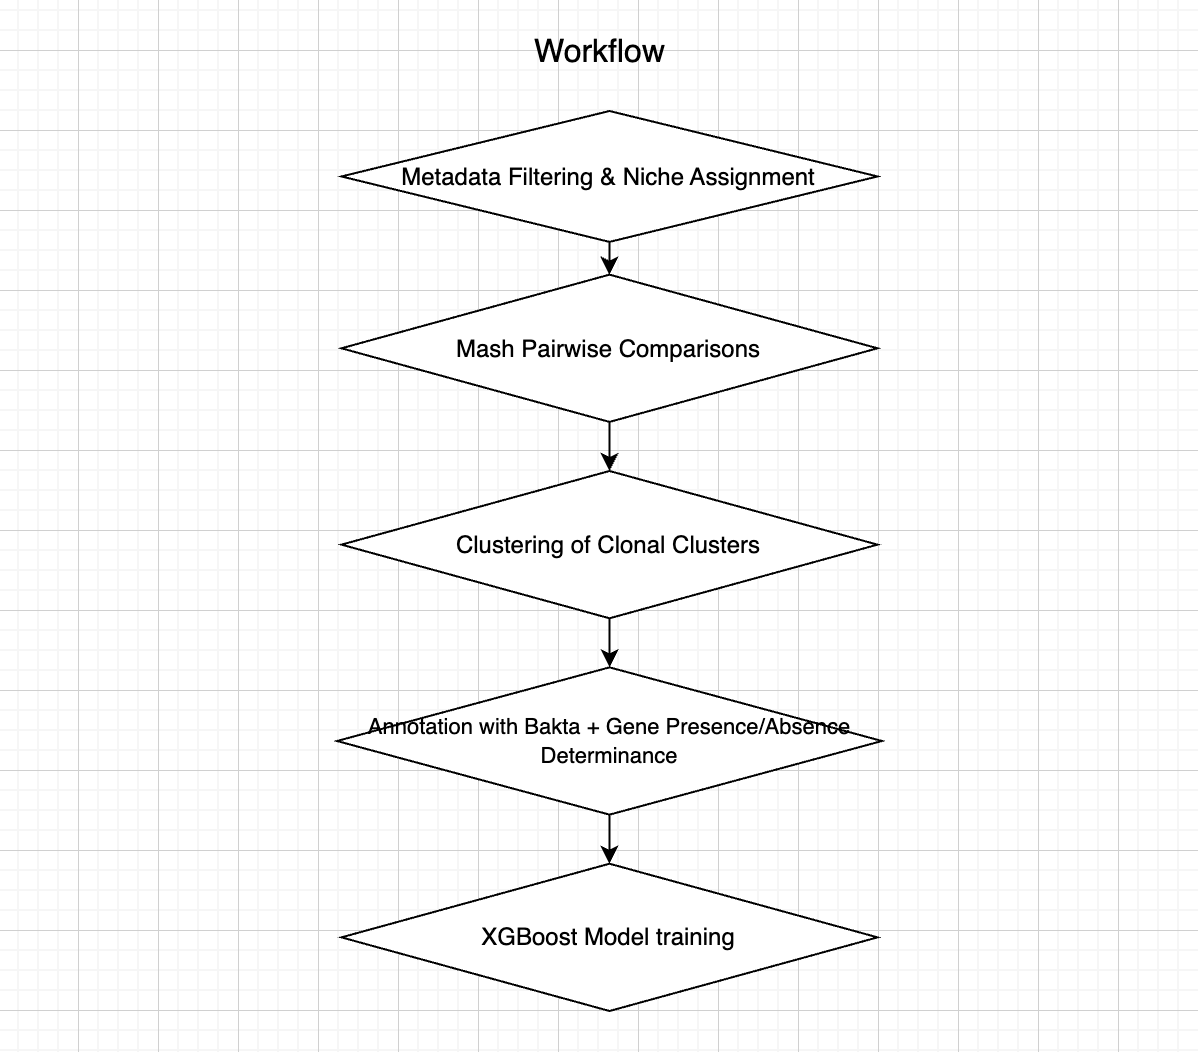 Workflow
Metadata Filtering & Niche Assignment
Mash Pairwise Comparisons
Clustering of Clonal Clusters
Annotation with Bakta + Gene Presence/Absence
Determinance
XGBoost Model training